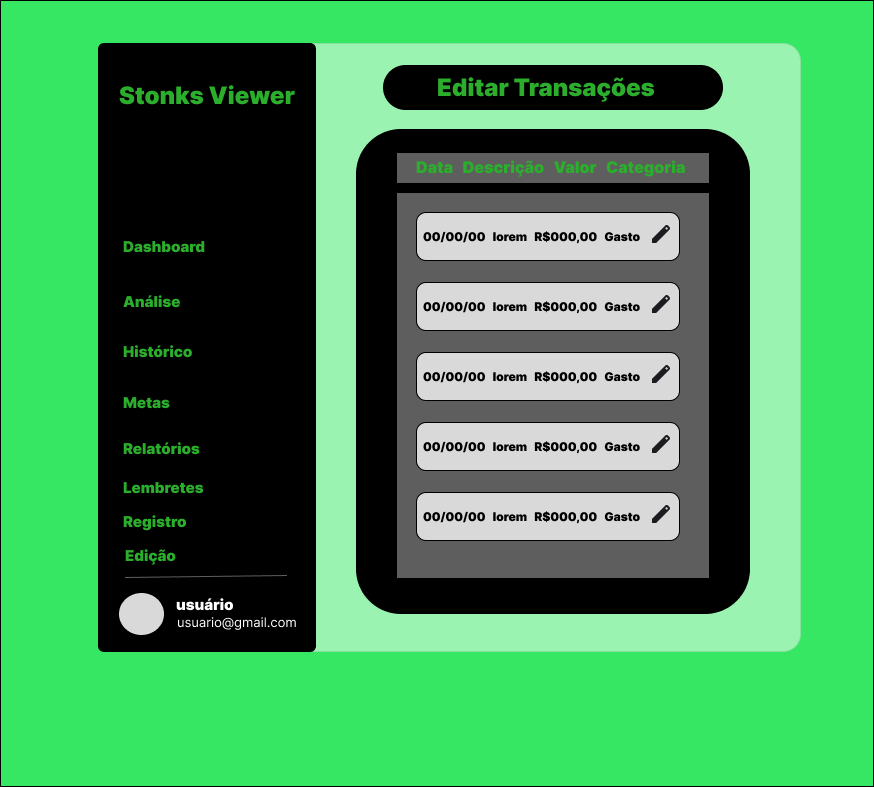 Stonks Viewer
Dashboard
Análise
Histórico
Metas
Relatórios
Lembretes
Registro
Edição
usuário
usuario@gmail.com
Editar Transações
Data Descrição Valor Categoria
00/00/00 lorem R$000,00 Gasto
00/00/00 lorem R$000,00 Gasto
00/00/00 lorem R$000,00 Gasto
00/00/00 lorem R$000,00 Gasto
00/00/00 lorem R$000,00 Gasto